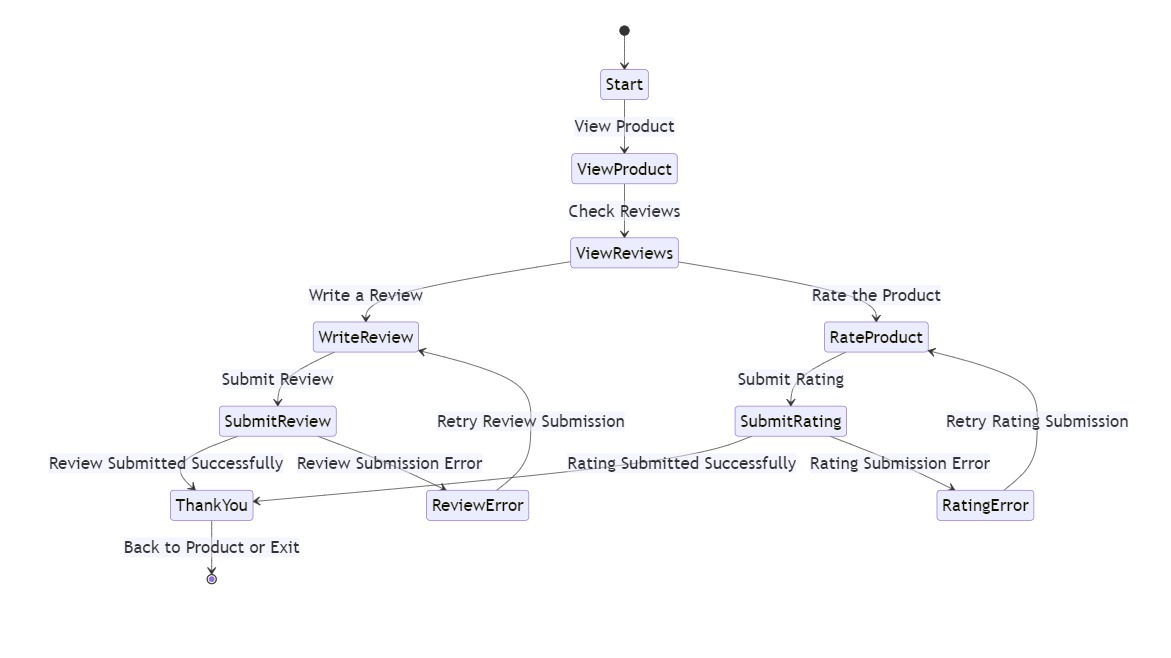 Start
View Product
ViewProduct
Check Reviews
ViewReviews
Write a Review
Rate the Product
WriteReview
RateProduct
Submit Review
Submit Rating
SubmitReview
Retry Review Submission
SubmitRating
Retry Rating Submission
Review Submitted Successfully
Review Submission Error
Rating Submitted Successfully
Rating Submission Error
ThankYou
ReviewError
RatingError
Back to Product or Exit